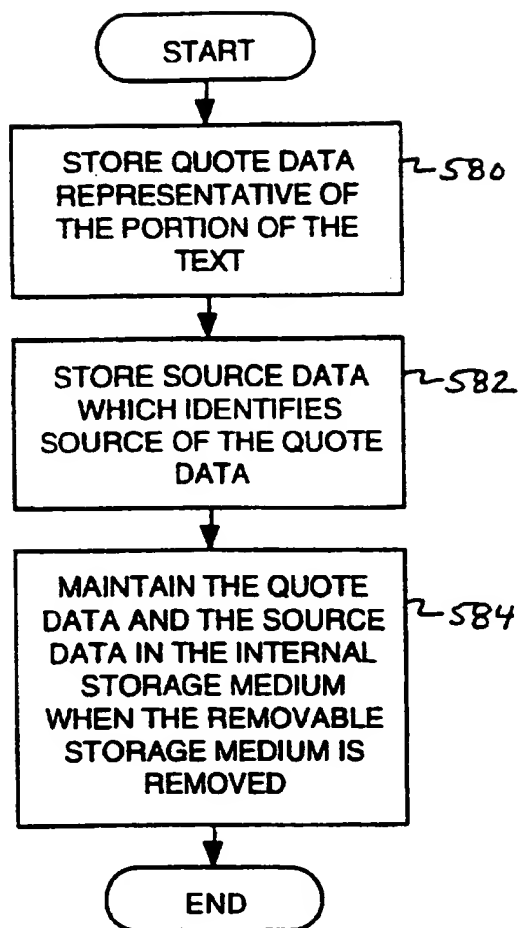 START
STORE QUOTE DATA
REPRESENTATIVE OF
THE PORTION OF THE
TEXT
580
STORE SOURCE DATA
WHICH IDENTIFIES
SOURCE OF THE QUOTE
DATA
582
MAINTAIN THE QUOTE
DATA AND THE SOURCE
DATA IN THE INTERNAL
STORAGE MEDIUM
WHEN THE REMOVABLE
STORAGE MEDIUM IS
REMOVED
584
END